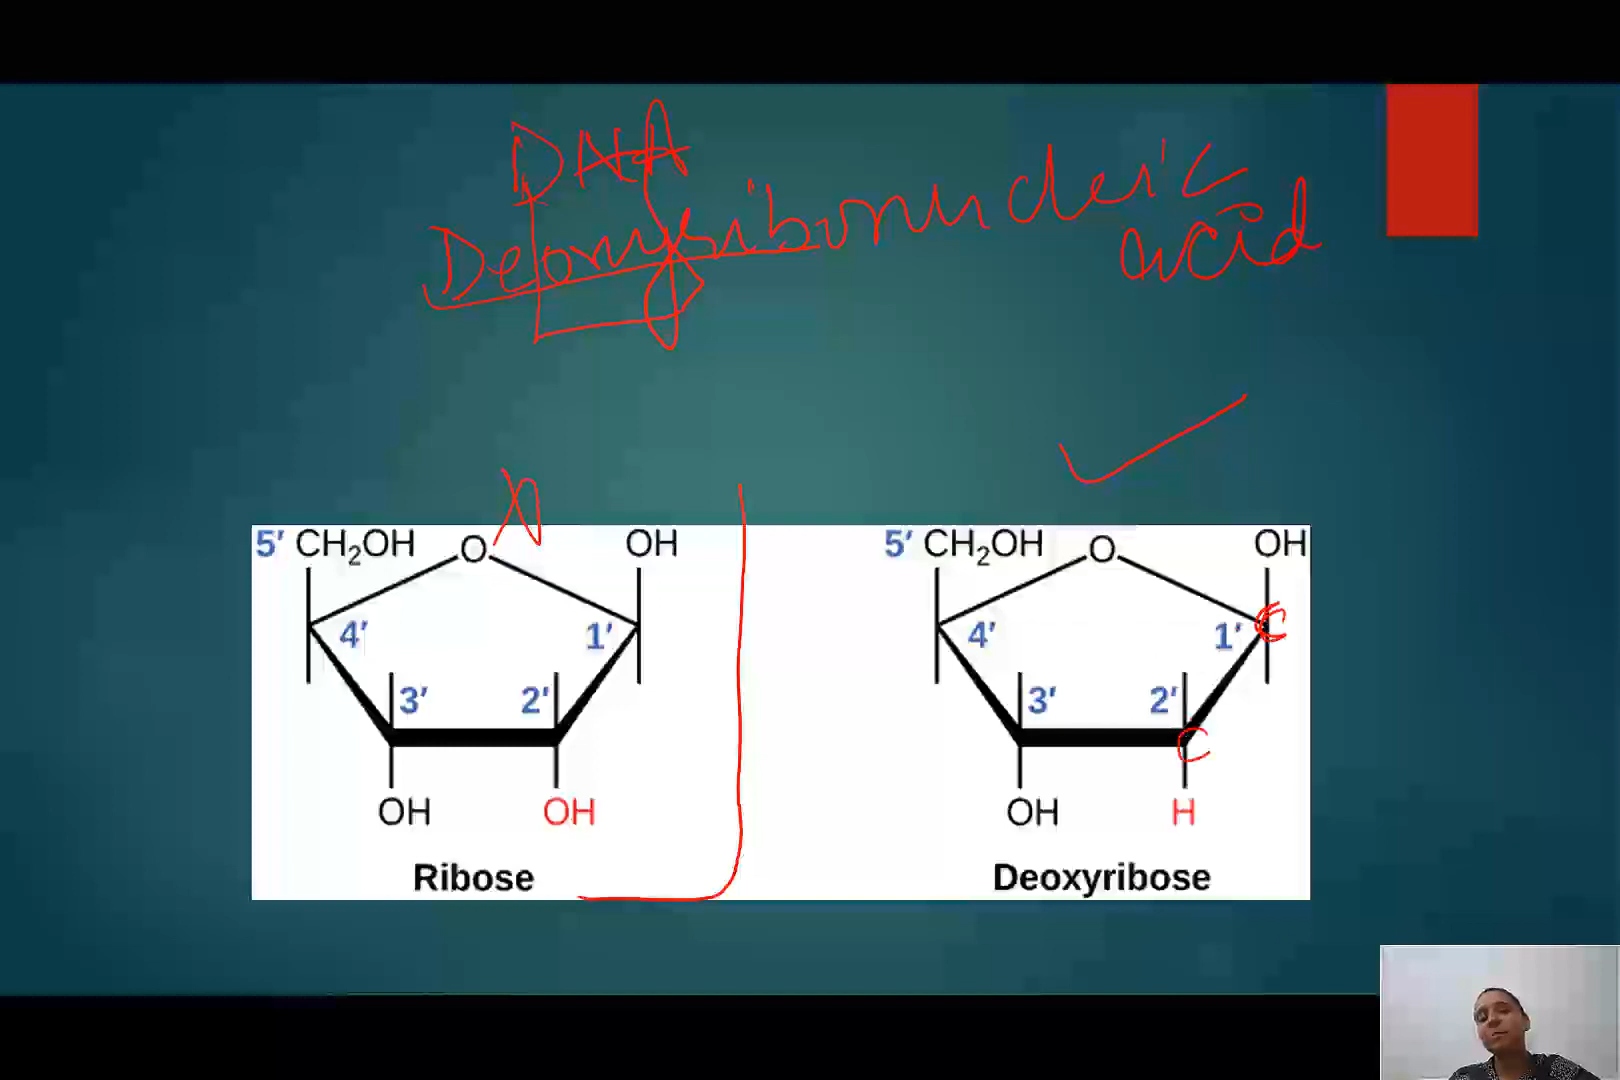 DNA
Deoxyribonucleic
acid
5′ CH₂OH O OH
4′ 1′
3′ 2′
OH OH
Ribose
5′ CH₂OH O OH
4′ 1′ C
3′ 2′
C
OH H
Deoxyribose